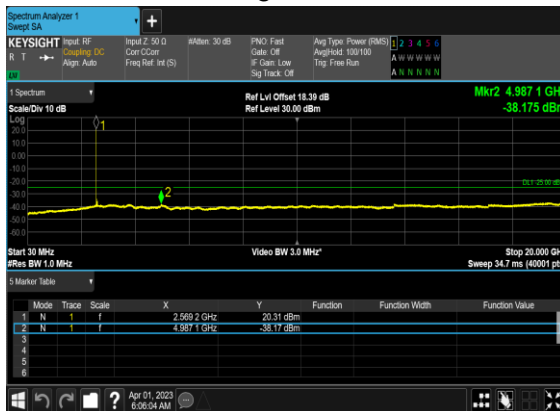 Spectrum Analyzer 1
Swept SA
KEYSIGHT Input: RF Input Z: 50 Ω #Atten: 30 dB PNO: Fast Avg Type: Power (RMS) 1 2 3 4 5 6
R T Coupling: DC Corr CCorr Gate: Off Avg|Hold: 100/100 A W W W W W
Align: Auto Freq Ref: Int (S) IF Gain: Low Trig: Free Run
LXI Sig Track: Off A N N N N N
1 Spectrum Ref Lvl Offset 18.39 dB Mkr2 4.987 1 GH
Scale/Div 10 dB Ref Level 30.00 dBm -38.175 dBr
Log
20.0
10.0
0.00
-10.0
-20.0
-30.0
-40.0
-50.0
-60.0
1
2
DL1 -25.00 dB
Start 30 MHz Video BW 3.0 MHz* Stop 20.000 GH
#Res BW 1.0 MHz Sweep 34.7 ms (40001 pt
5 Marker Table
Mode Trace Scale X Y Function Function Width Function Value
1 N 1 f 2.569 2 GHz 20.31 dBm
2 N 1 f 4.987 1 GHz -38.17 dBm
3
4
5
6
? Apr 01, 2023
6:06:04 AM